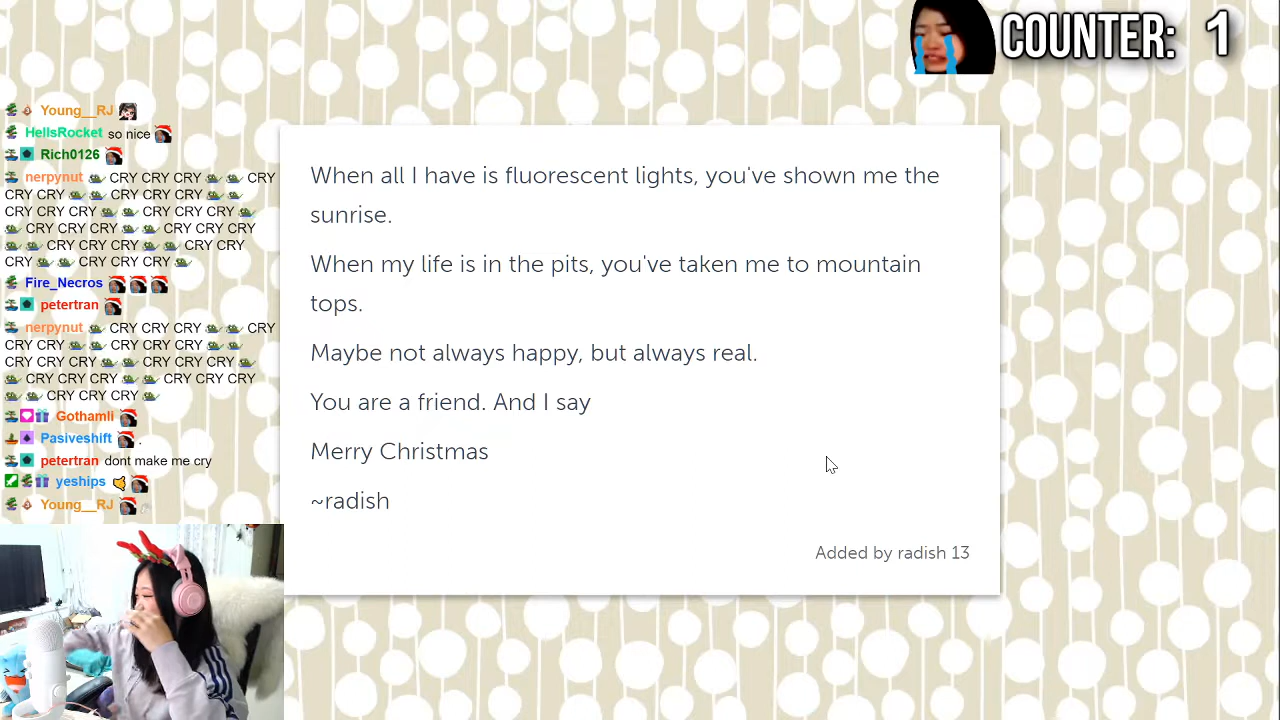 COUNTER: 1
Young__RJ
HellsRocket so nice
Rich0126
nerpynut CRY CRY CRY CRY
CRY CRY CRY CRY CRY
CRY CRY CRY CRY CRY CRY
CRY CRY CRY CRY CRY CRY
CRY CRY CRY CRY CRY
CRY CRY CRY CRY
Fire_Necros
petertran
nerpynut CRY CRY CRY CRY
CRY CRY CRY CRY CRY
CRY CRY CRY CRY CRY CRY
CRY CRY CRY CRY CRY CRY
CRY CRY CRY
Gothamli
Pasiveshift .
petertran dont make me cry
yeships
Young__RJ
When all I have is fluorescent lights, you've shown me the
sunrise.
When my life is in the pits, you've taken me to mountain
tops.
Maybe not always happy, but always real.
You are a friend. And I say
Merry Christmas
~radish
Added by radish 13